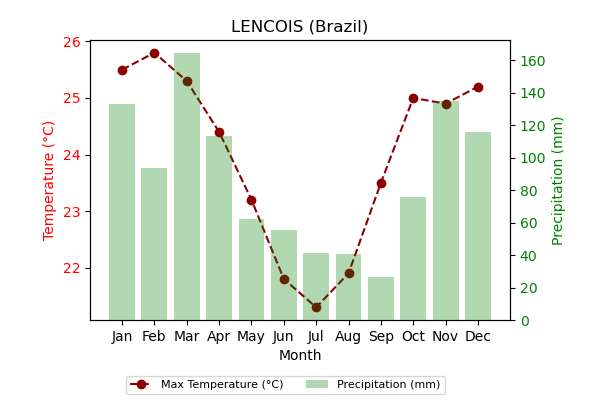 LENCOIS (Brazil)
26
25
24
23
22
Temperature (°C)
160
140
120
100
80
60
40
20
0
Precipitation (mm)
Jan Feb Mar Apr May Jun Jul Aug Sep Oct Nov Dec
Month
Max Temperature (°C) Precipitation (mm)